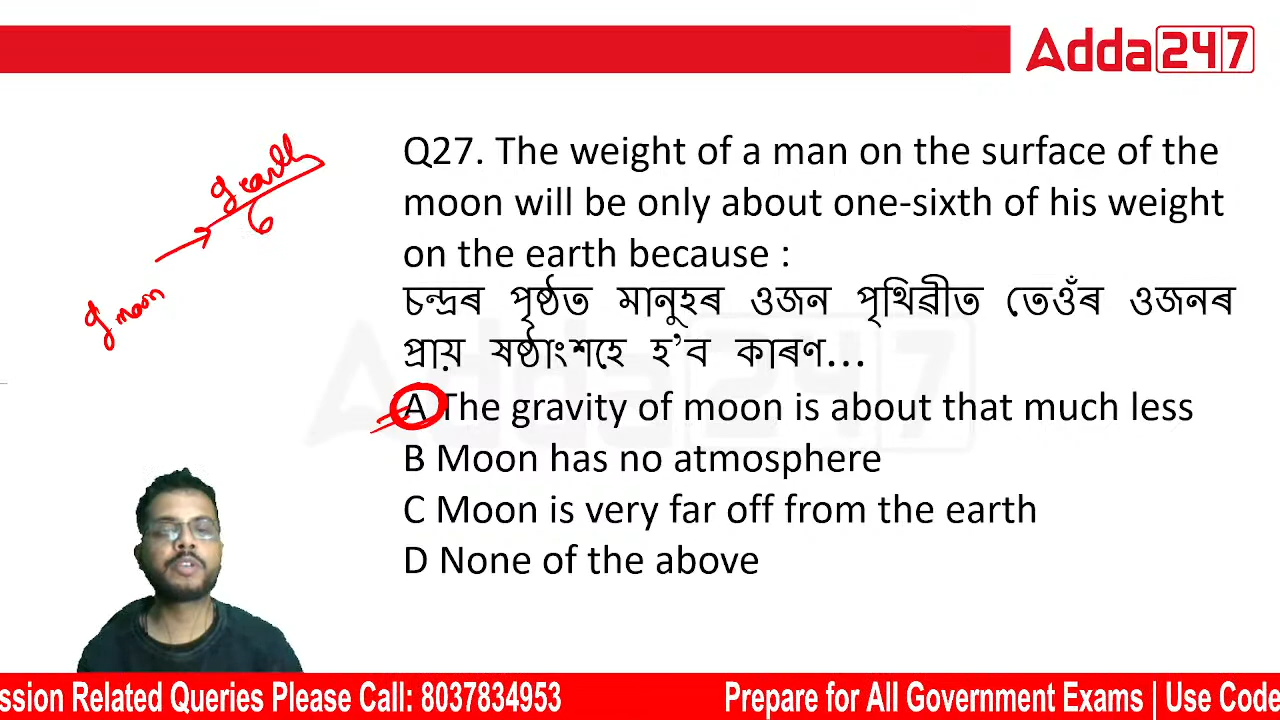 Adda247
Q27. The weight of a man on the surface of the
moon will be only about one-sixth of his weight
on the earth because :
চন্দ্ৰৰ পৃষ্ঠত মানুহৰ ওজন পৃথিৱীত তেওঁৰ ওজনৰ
প্ৰায় ষষ্ঠাংশহে হ’ব কাৰণ...
A The gravity of moon is about that much less
B Moon has no atmosphere
C Moon is very far off from the earth
D None of the above
g moon → g earth
6
Adda247
ssion Related Queries Please Call: 8037834953
Prepare for All Government Exams | Use Code